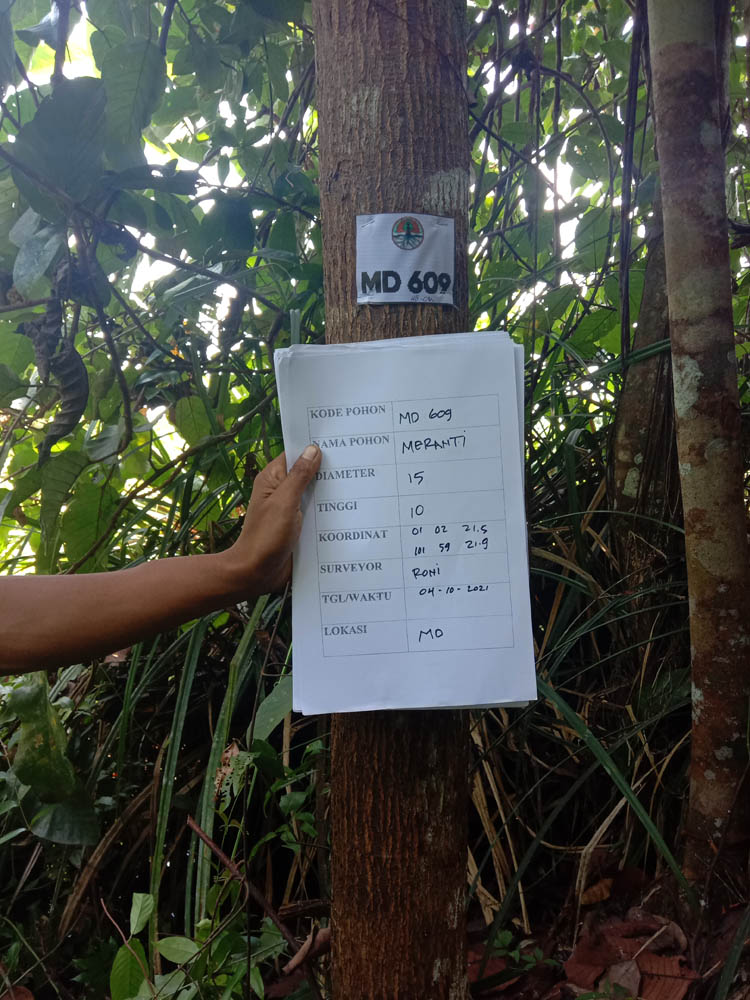 MD 609
KODE POHON MD 609
NAMA POHON MERANTI
DIAMETER 15
TINGGI 10
KOORDINAT 01 02 21.5
101 59 21.9
SURVEYOR RONI
TGL/WAKTU 04-10-2021
LOKASI MD